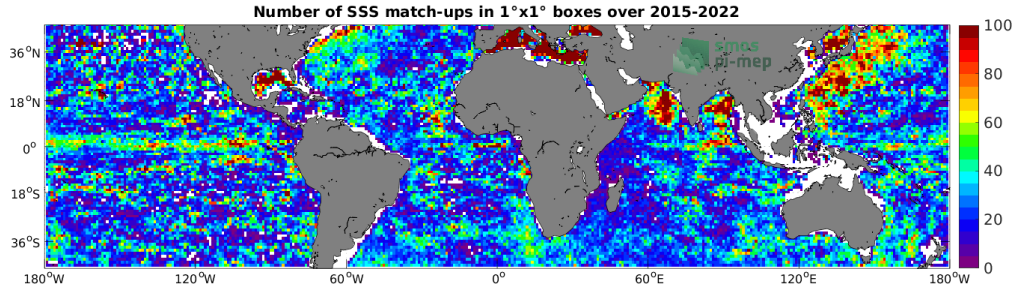 Number of SSS match-ups in 1°x1° boxes over 2015-2022
36°N
18°N
0°
18°S
36°S
180°W 120°W 60°W 0° 60°E 120°E 180°W
100
80
60
40
20
0
smos
pi-mep